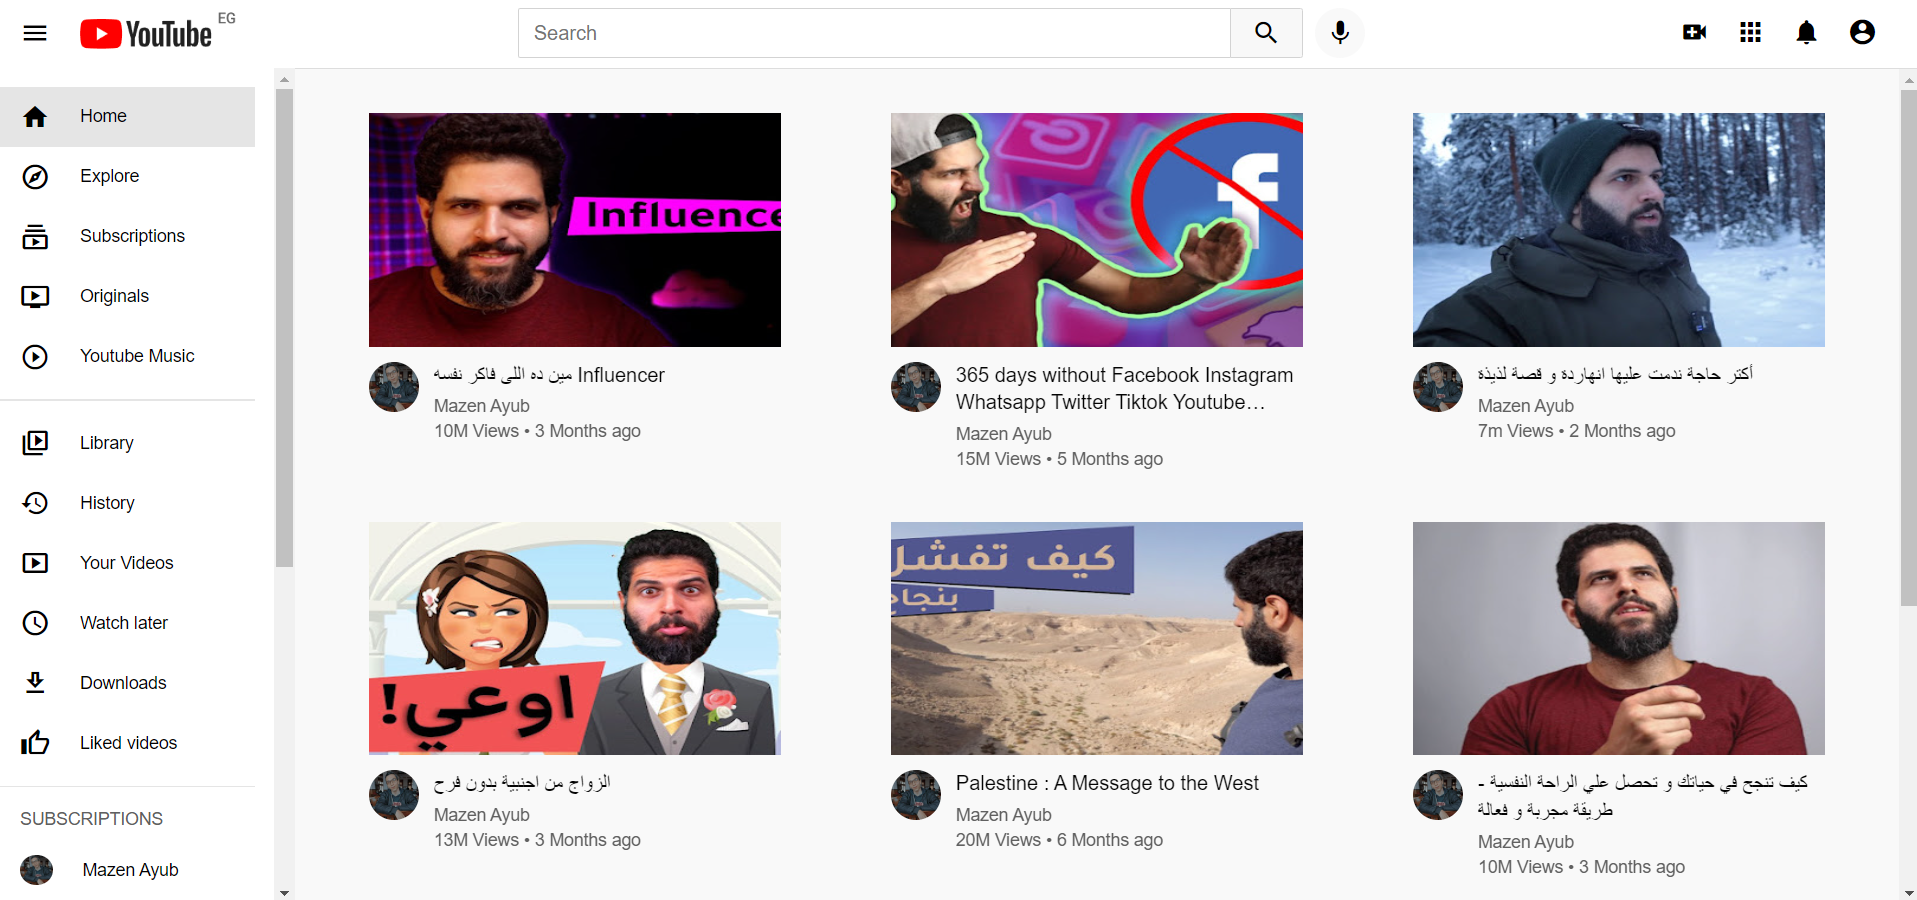 YouTube EG
Search
Home
Explore
Subscriptions
Originals
Youtube Music
Library
History
Your Videos
Watch later
Downloads
Liked videos
SUBSCRIPTIONS
Mazen Ayub
Influence
مين ده اللى فاكر نفسه Influencer
Mazen Ayub
10M Views • 3 Months ago
365 days without Facebook Instagram
Whatsapp Twitter Tiktok Youtube…
Mazen Ayub
15M Views • 5 Months ago
أكتر حاجة ندمت عليها انهاردة و قصة لذيذة
Mazen Ayub
7m Views • 2 Months ago
اوعي!
الزواج من اجنبية بدون فرح
Mazen Ayub
13M Views • 3 Months ago
كيف تفشل
بنجاح
Palestine : A Message to the West
Mazen Ayub
20M Views • 6 Months ago
كيف تنجح في حياتك و تحصل علي الراحة النفسية -
طريقة مجربة و فعالة
Mazen Ayub
10M Views • 3 Months ago